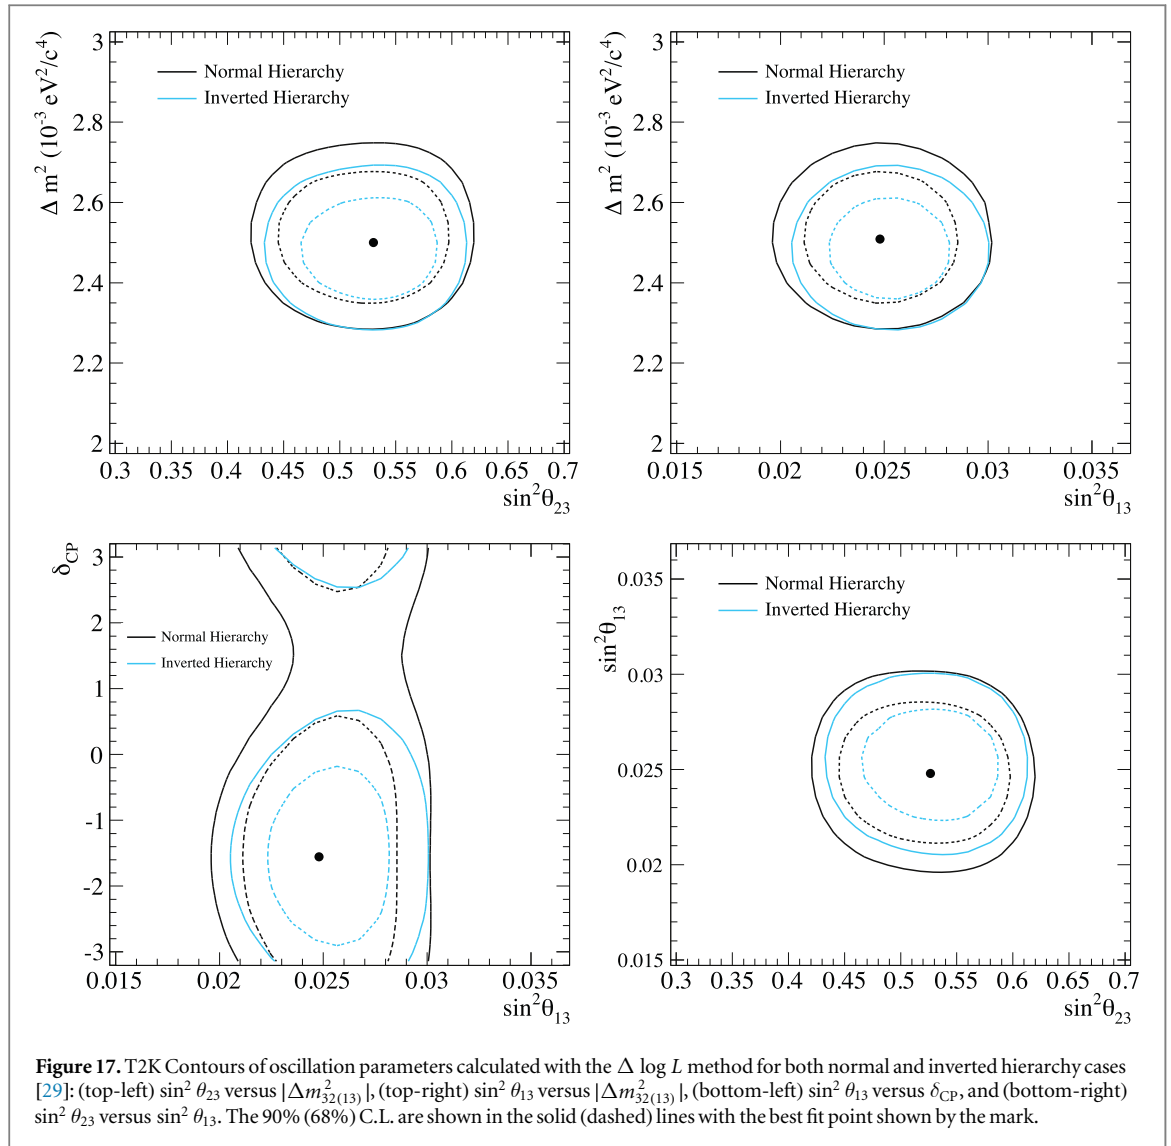 Δ m² (10⁻³ eV²/c⁴)
3
2.8
2.6
2.4
2.2
2
Normal Hierarchy
Inverted Hierarchy
0.3 0.4 0.45 0.5 0.55 0.6 0.7
sin²θ₂₃
Δ m² (10⁻³ eV²/c⁴)
3
2.8
2.6
2.4
2.2
2
Normal Hierarchy
Inverted Hierarchy
0.015 0.02 0.025 0.03 0.035
sin²θ₁₃
δCP
3
2
1
0
-1
-2
-3
Normal Hierarchy
Inverted Hierarchy
0.015 0.02 0.025 0.03 0.035
sin²θ₁₃
sin²θ₁₃
0.035
0.03
0.025
0.02
0.015
Normal Hierarchy
Inverted Hierarchy
0.3 0.4 0.45 0.5 0.55 0.6 0.7
sin²θ₂₃
Figure 17. T2K Contours of oscillation parameters calculated with the Δ log L method for both normal and inverted hierarchy cases
[29]: (top-left) sin² θ₂₃ versus |Δm²₃₂₍₁₃₎|, (top-right) sin² θ₁₃ versus |Δm²₃₂₍₁₃₎|, (bottom-left) sin² θ₁₃ versus δCP, and (bottom-right)
sin² θ₂₃ versus sin² θ₁₃. The 90% (68%) C.L. are shown in the solid (dashed) lines with the best fit point shown by the mark.